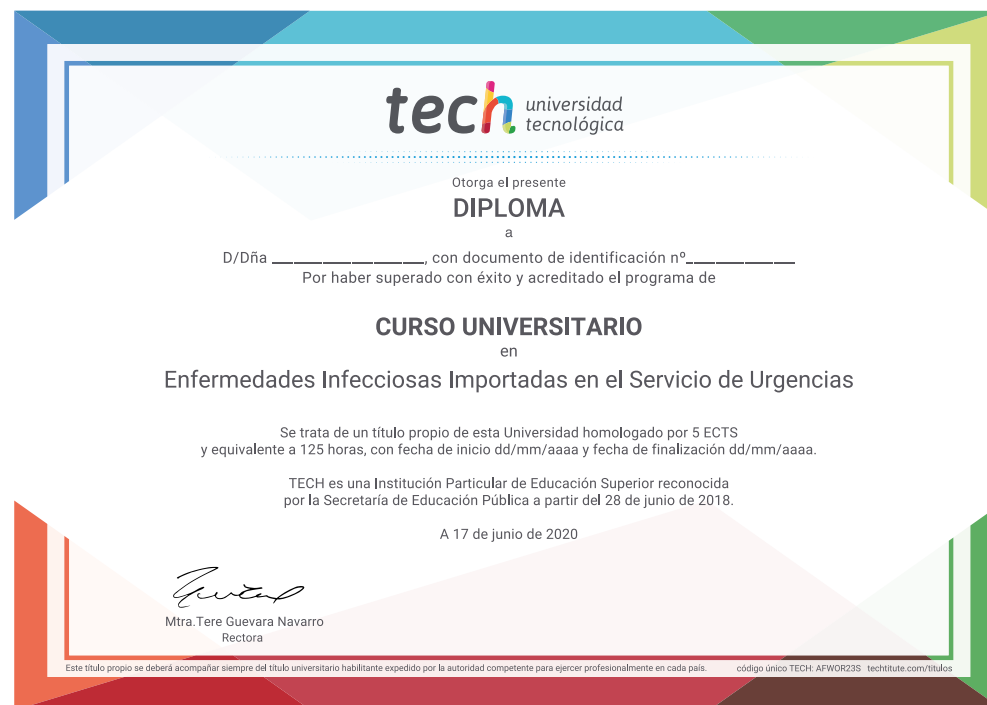 tech universidad
tecnológica
Otorga el presente
DIPLOMA
a
D/Dña ______________, con documento de identificación nº__________
Por haber superado con éxito y acreditado el programa de
CURSO UNIVERSITARIO
en
Enfermedades Infecciosas Importadas en el Servicio de Urgencias
Se trata de un título propio de esta Universidad homologado por 5 ECTS
y equivalente a 125 horas, con fecha de inicio dd/mm/aaaa y fecha de finalización dd/mm/aaaa.
TECH es una Institución Particular de Educación Superior reconocida
por la Secretaría de Educación Pública a partir del 28 de junio de 2018.
A 17 de junio de 2020
Mtra.Tere Guevara Navarro
Rectora
Este título propio se deberá acompañar siempre del título universitario habilitante expedido por la autoridad competente para ejercer profesionalmente en cada país. código único TECH: AFWOR23S techtitute.com/titulos